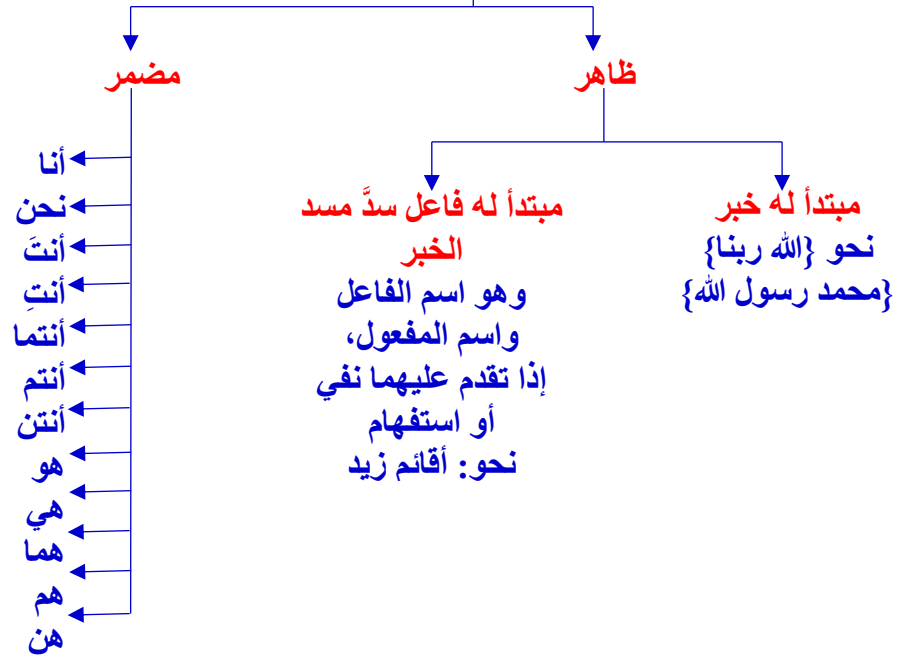 ظاهر
مضمر
مبتدأ له خبر
نحو {الله ربنا}
{محمد رسول الله}
مبتدأ له فاعل سدَّ مسد
الخبر
وهو اسم الفاعل
واسم المفعول،
إذا تقدم عليهما نفي
أو استفهام
نحو: أقائم زيد
أنا
نحن
أنتَ
أنتِ
أنتما
أنتم
أنتن
هو
هي
هما
هم
هن